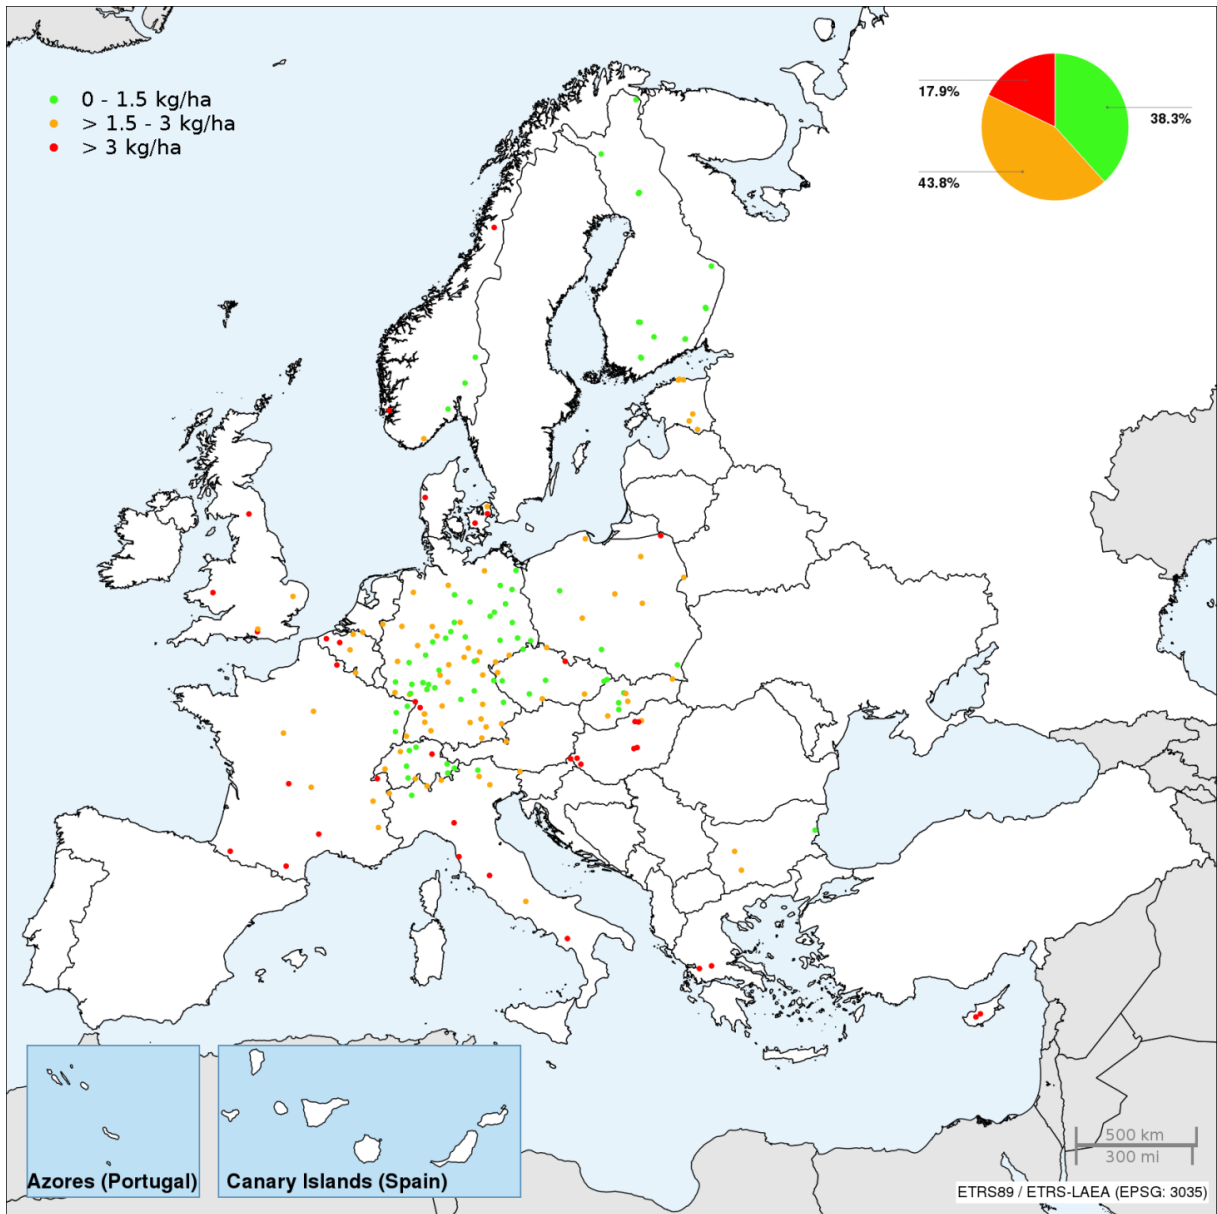 0 - 1.5 kg/ha
> 1.5 - 3 kg/ha
> 3 kg/ha
17.9%
38.3%
43.8%
Azores (Portugal)
Canary Islands (Spain)
500 km
300 mi
ETRS89 / ETRS-LAEA (EPSG: 3035)